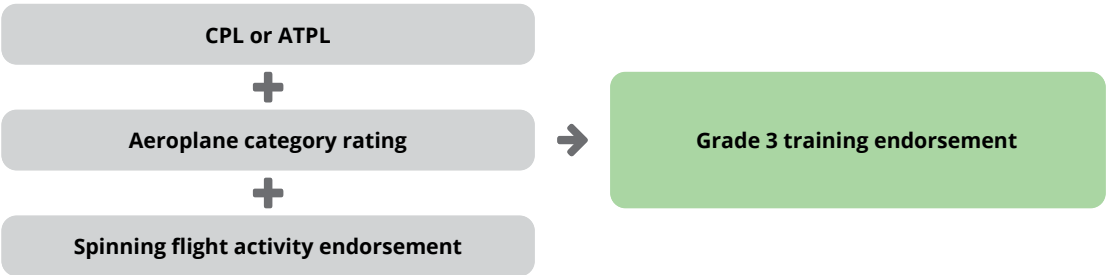 CPL or ATPL
Aeroplane category rating
Spinning flight activity endorsement
Grade 3 training endorsement